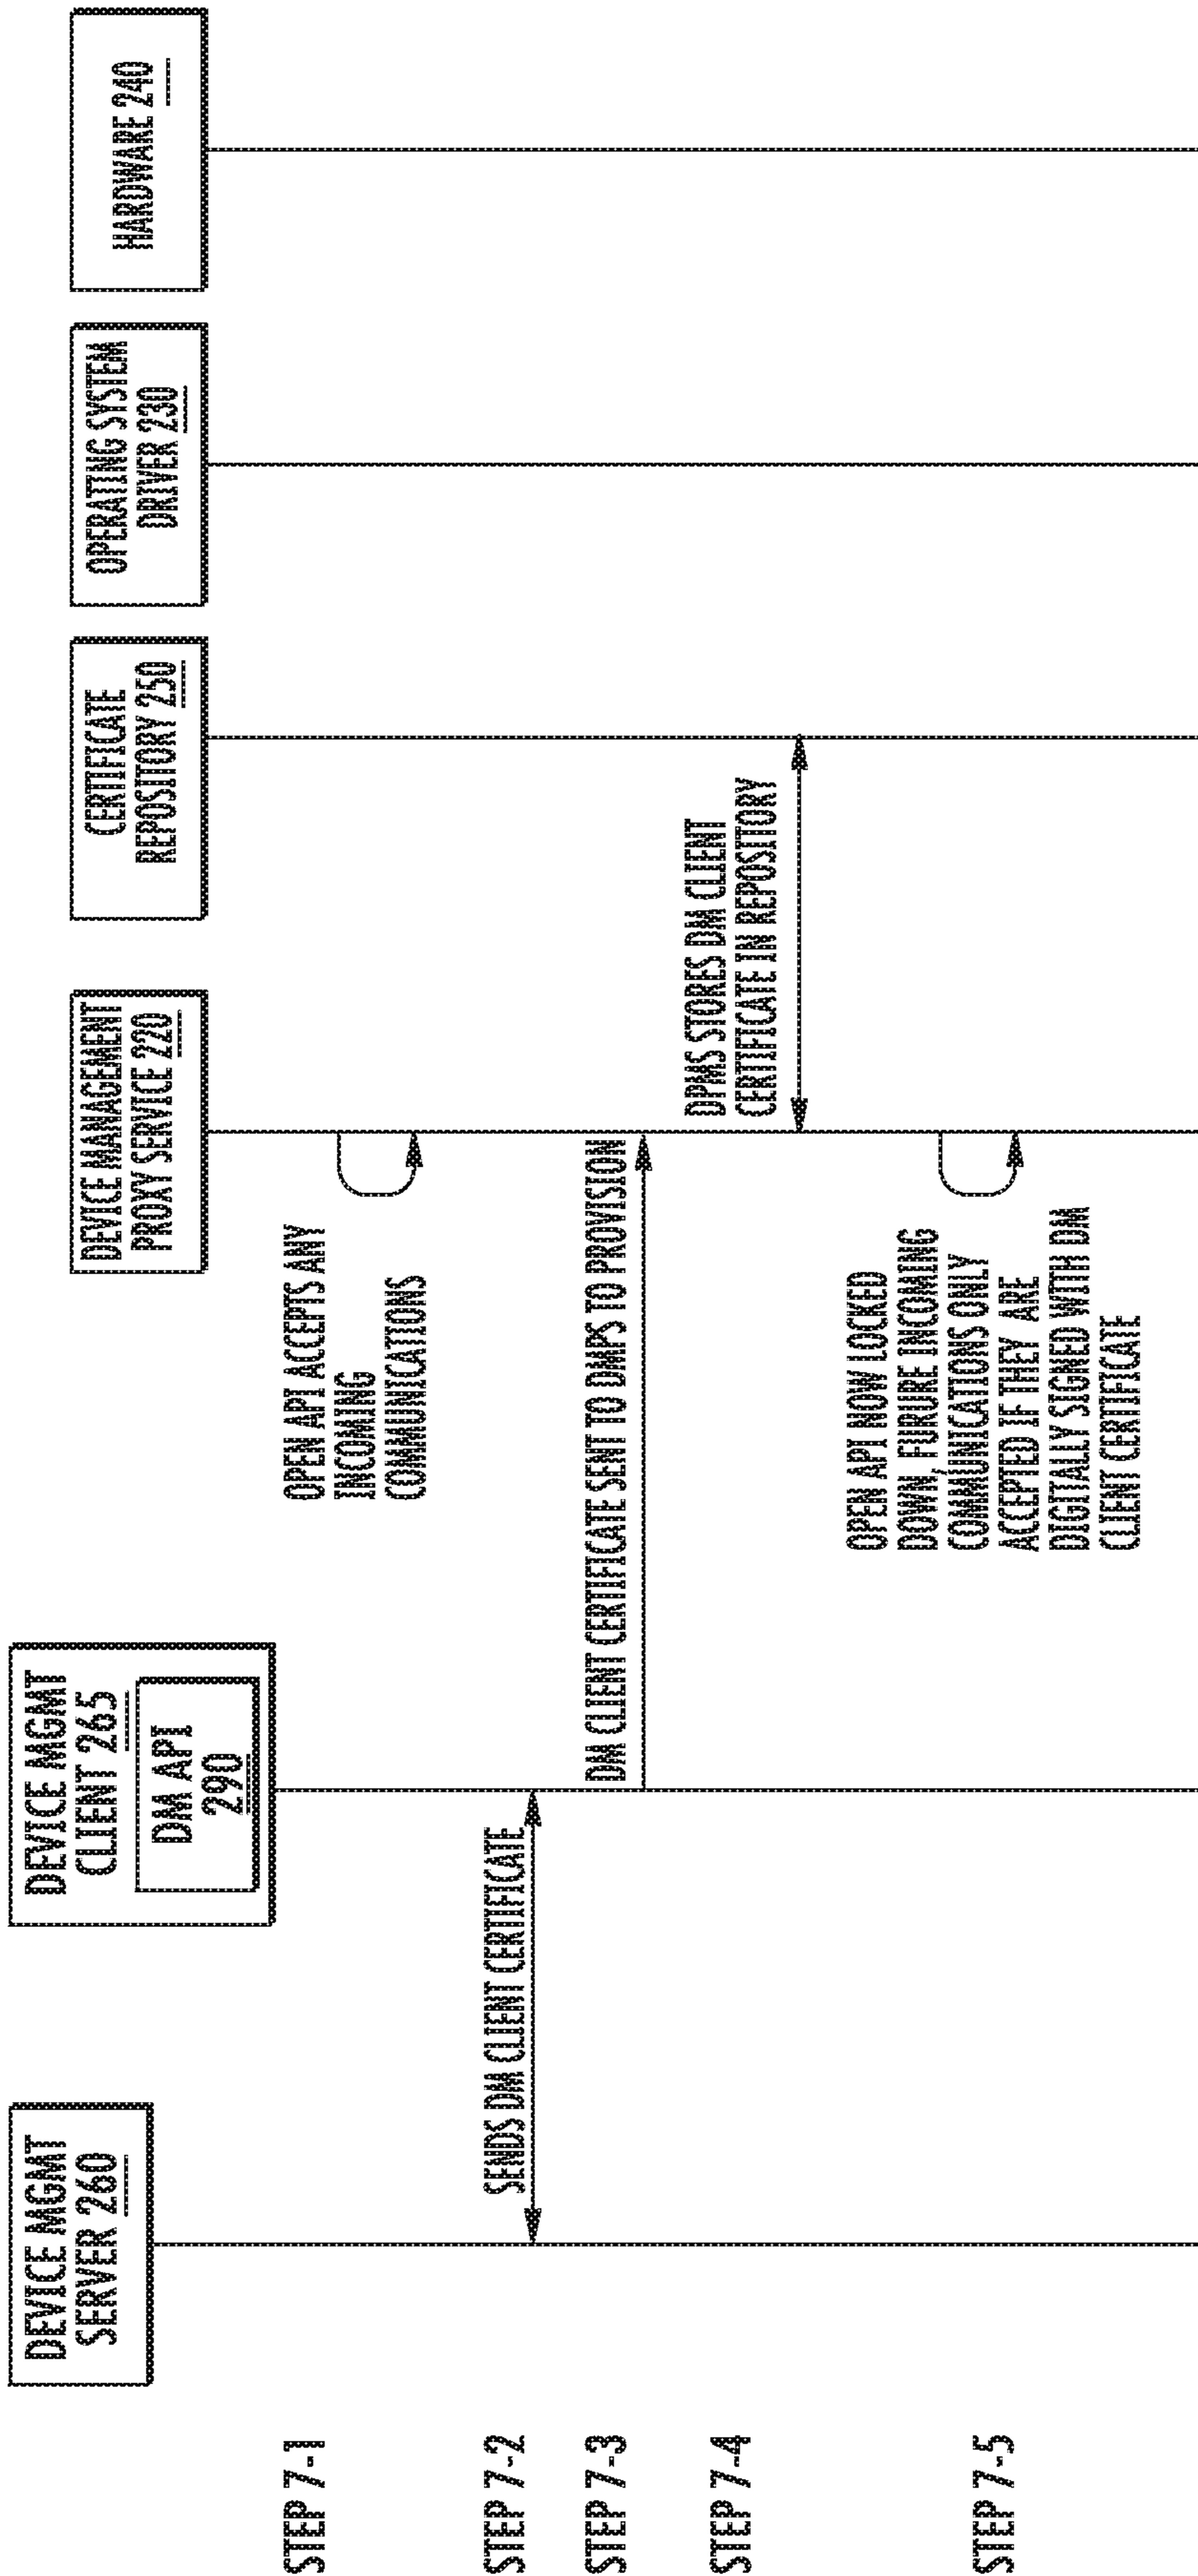 DEVICE MGMT
SERVER 260
DEVICE MGMT
CLIENT 265
DM API
290
DEVICE MANAGEMENT
PROXY SERVICE 220
CERTIFICATE
REPOSITORY 250
OPERATING SYSTEM
DRIVER 230
HARDWARE 240
STEP 7-1
OPEN API ACCEPTS ANY
INCOMING
COMMUNICATIONS
STEP 7-2
SENDS DM CLIENT CERTIFICATE
STEP 7-3
DM CLIENT CERTIFICATE SENT TO DMPS TO PROVISION
STEP 7-4
DPMS STORES DM CLIENT
CERTIFICATE IN REPOSITORY
STEP 7-5
OPEN API NOW LOCKED
DOWN, FURURE INCOMING
COMMUNICATIONS ONLY
ACCEPTED IF THEY ARE
DIGITALLY SIGNED WITH DM
CLIENT CERTIFICATE